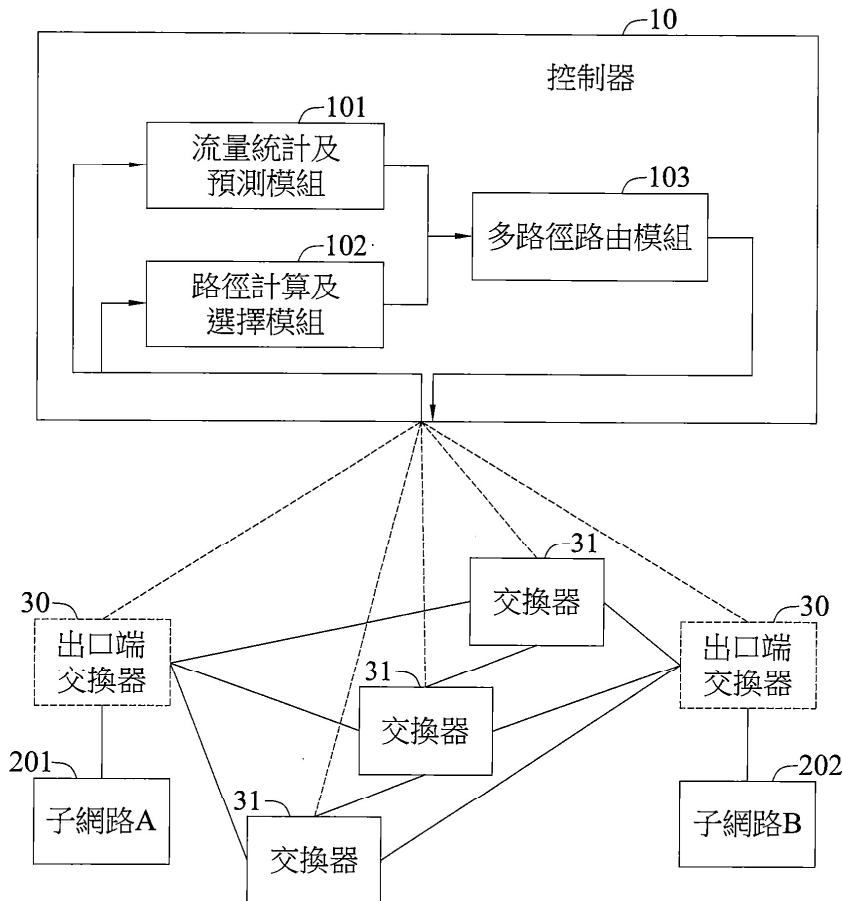 10
控制器
101
流量統計及
預測模組
103
多路徑路由模組
102
路徑計算及
選擇模組
31
交換器
30
出口端
交換器
30
出口端
交換器
31
交換器
201
子網路A
202
子網路B
31
交換器